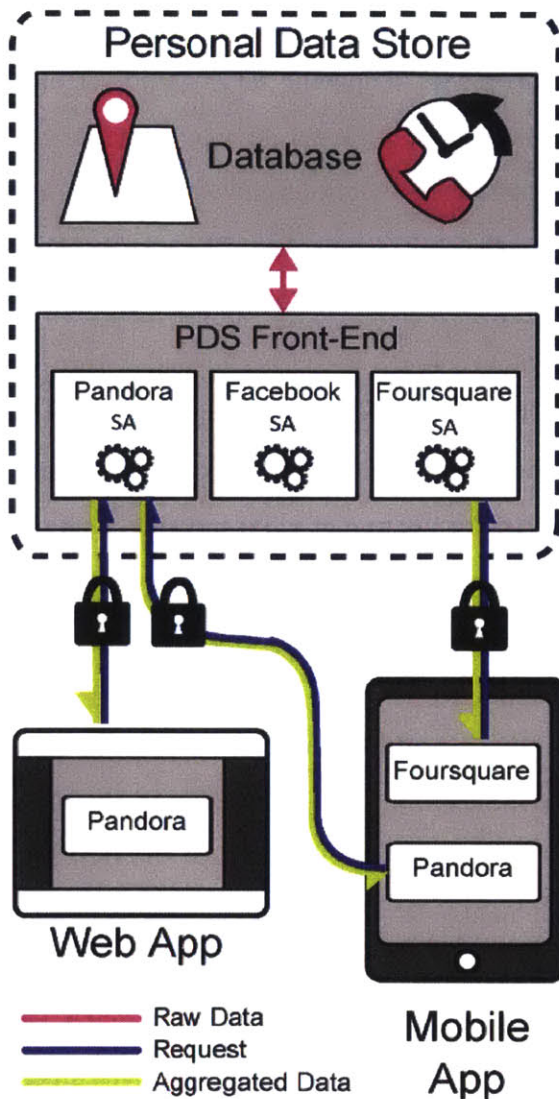 Personal Data Store
Database
PDS Front-End
Pandora
SA
Facebook
SA
Foursquare
SA
Pandora
Web App
Foursquare
Pandora
Mobile
App
Raw Data
Request
Aggregated Data